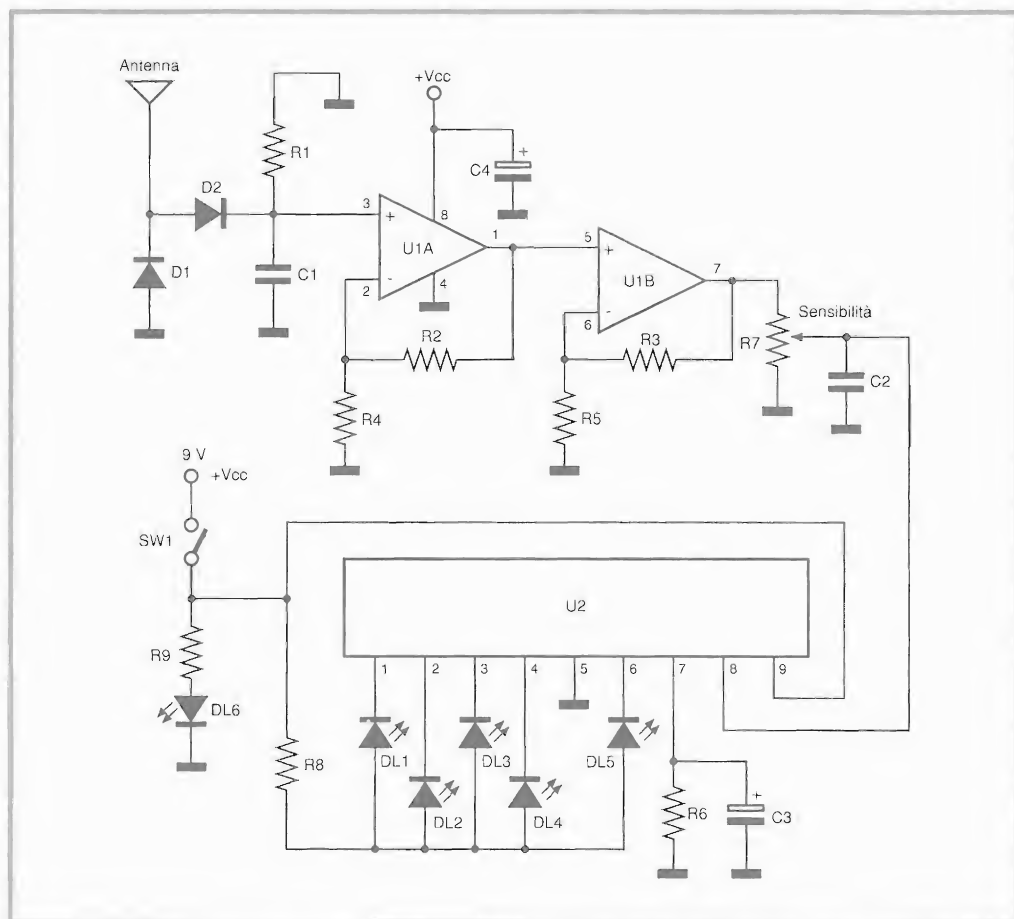 Antenna
+Vcc
R1
+
C4
D2
3
+
8
U1A
1
5
+
D1
C1
2
-
4
U1B
7
Sensibilità
6
-
R2
R3
R7
C2
R4
R5
9 V
+Vcc
SW1
U2
R9
1
2
3
4
5
6
7
8
9
DL6
R8
DL1
DL3
DL5
DL2
DL4
R6
+
C3